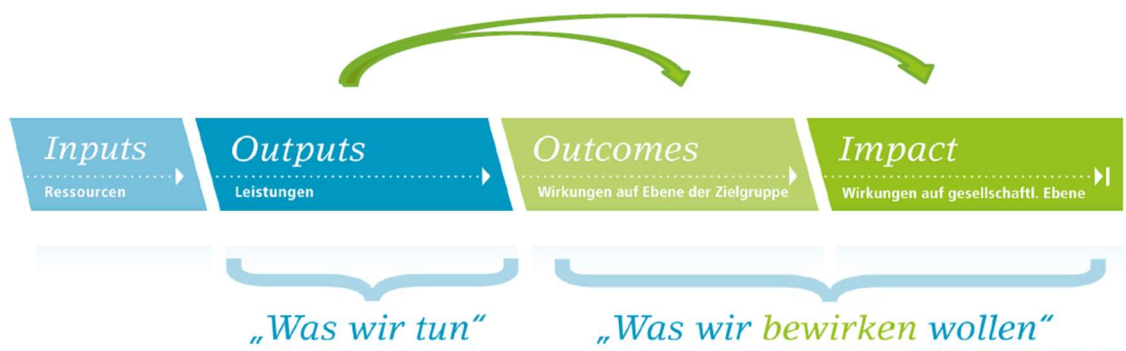 Inputs
Ressourcen
Outputs
Leistungen
Outcomes
Wirkungen auf Ebene der Zielgruppe
Impact
Wirkungen auf gesellschaftl. Ebene
„Was wir tun“
„Was wir bewirken wollen“